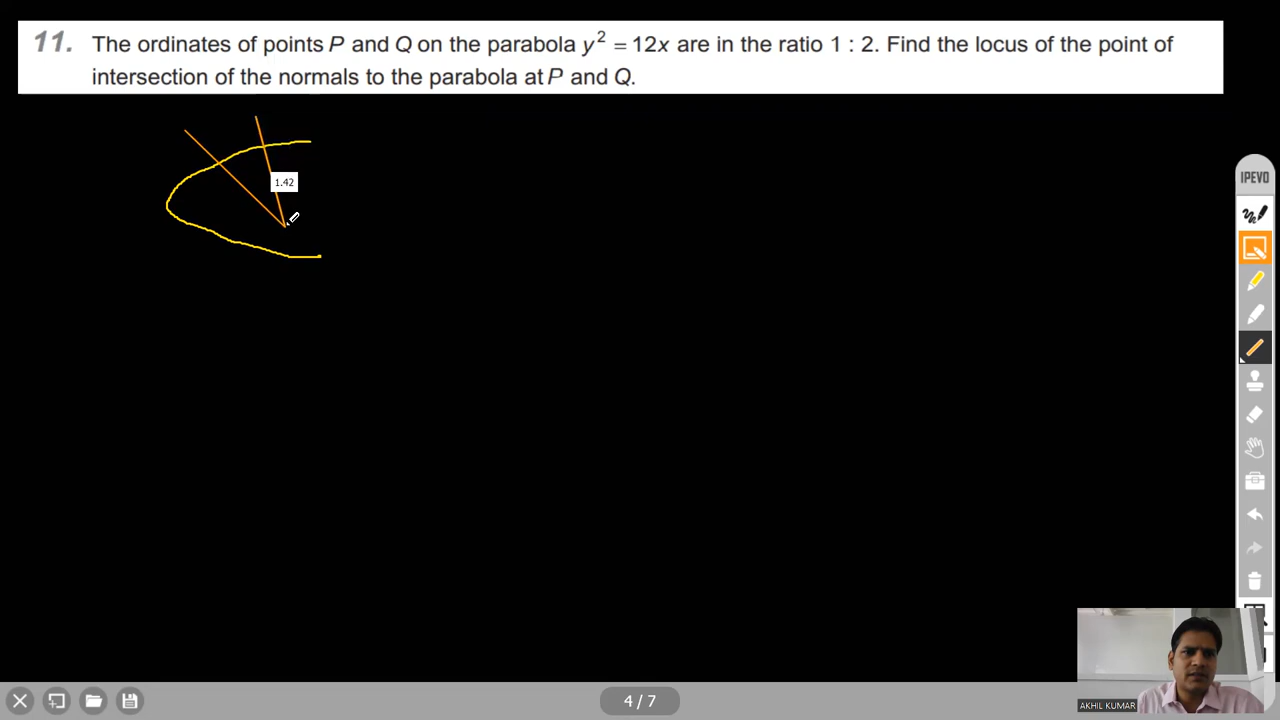 11. The ordinates of points P and Q on the parabola y² = 12x are in the ratio 1 : 2. Find the locus of the point of
intersection of the normals to the parabola at P and Q.
1.42
IPEVO
4 / 7
AKHIL KUMAR